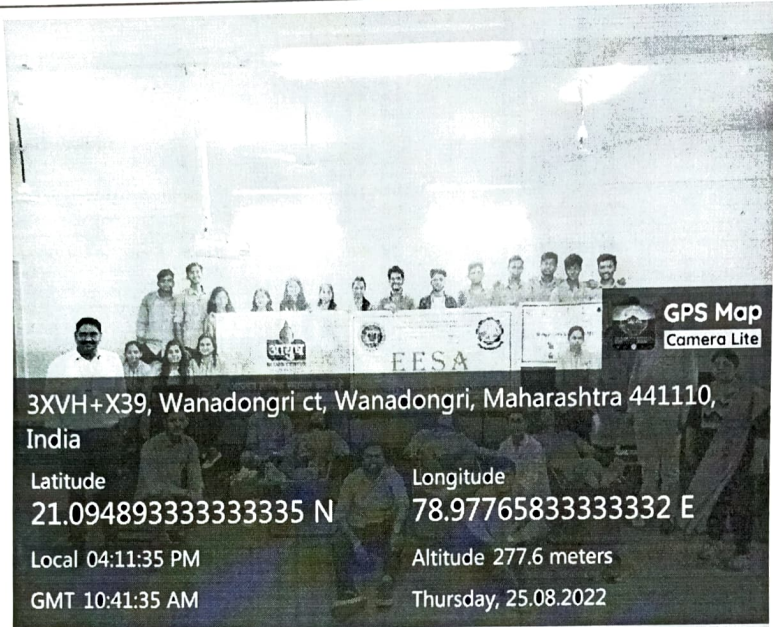 आयुष
EESA
GPS Map
Camera Lite
3XVH+X39, Wanadongri ct, Wanadongri, Maharashtra 441110,
India
Latitude
21.094893333333335 N
Longitude
78.97765833333332 E
Local 04:11:35 PM
Altitude 277.6 meters
GMT 10:41:35 AM
Thursday, 25.08.2022